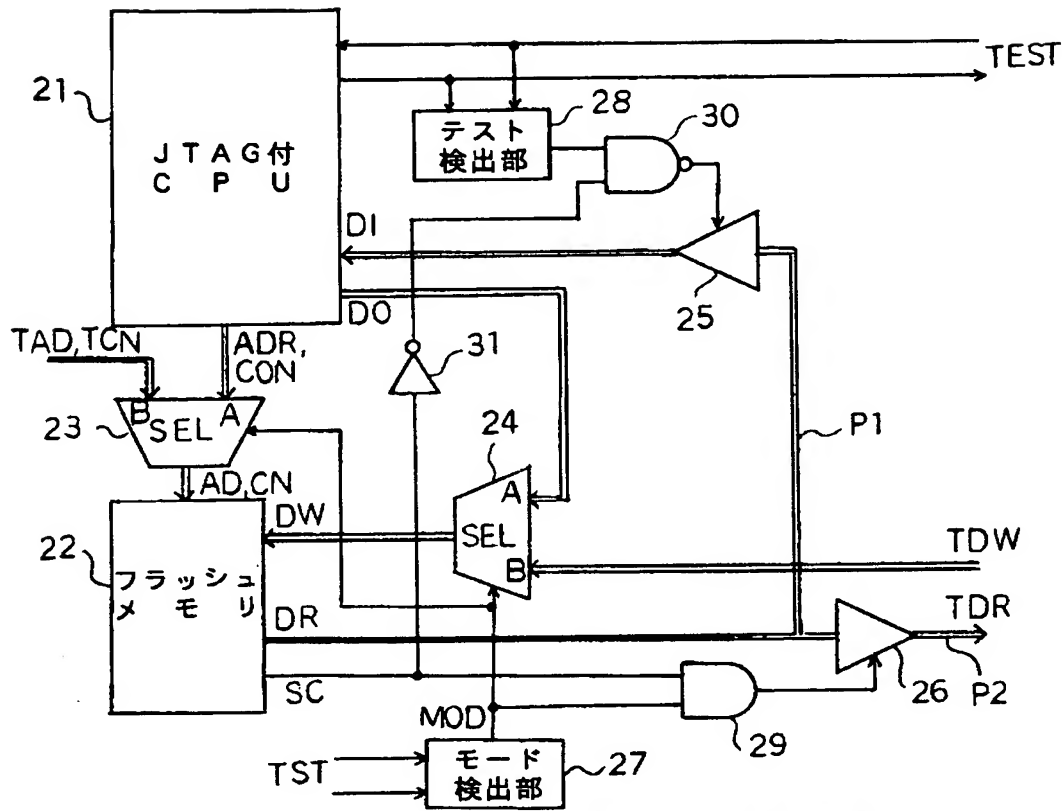 TEST
21
28
30
テスト
検出部
JTAG付
CPU
DI
25
DO
TAD,TCN
ADR,
CON
31
B A
23
SEL
24
P1
AD,CN
A
DW
SEL
22
B
TDW
フラッシュ
メモリ
DR
TDR
SC
26
P2
MOD
29
TST
モード
検出部
27